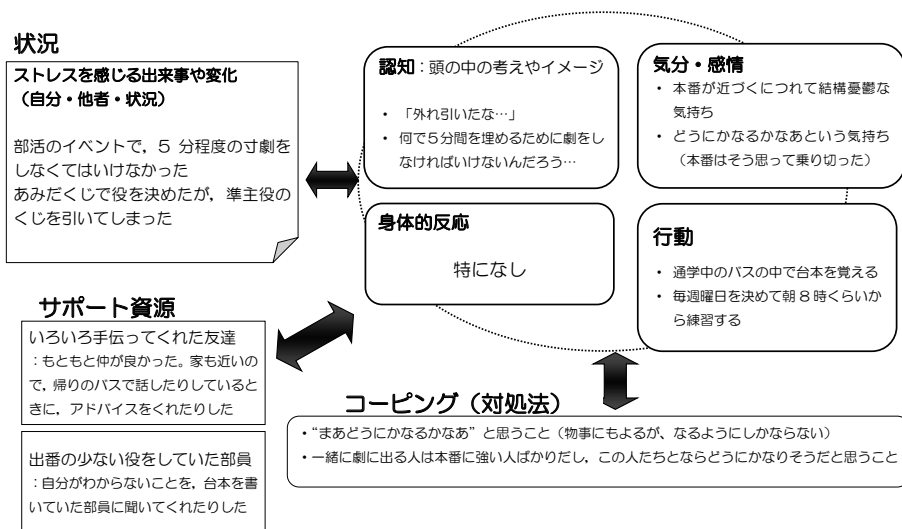 状況
ストレスを感じる出来事や変化
（自分・他者・状況）
部活のイベントで，５ 分程度の寸劇を
しなくてはいけなかった
あみだくじで役を決めたが，準主役の
くじを引いてしまった
認知：頭の中の考えやイメージ
・ 「外れ引いたな…」
・ 何で５分間を埋めるために劇をし
なければいけないんだろう…
気分・感情
・ 本番が近づくにつれて結構憂鬱な
気持ち
・ どうにかなるかなあという気持ち
（本番はそう思って乗り切った）
身体的反応
特になし
行動
・ 通学中のバスの中で台本を覚える
・ 毎週曜日を決めて朝８時くらいか
ら練習する
サポート資源
いろいろ手伝ってくれた友達
：もともと仲が良かった。家も近いの
で，帰りのバスで話したりしていると
きに，アドバイスをくれたりした
出番の少ない役をしていた部員
：自分がわからないことを，台本を書
いていた部員に聞いてくれたりした
コーピング（対処法）
・“まあどうにかなるかなあ” と思うこと（物事にもよるが、なるようにしかならない）
・一緒に劇に出る人は本番に強い人ばかりだし，この人たちとならどうにかなりそうだと思うこと